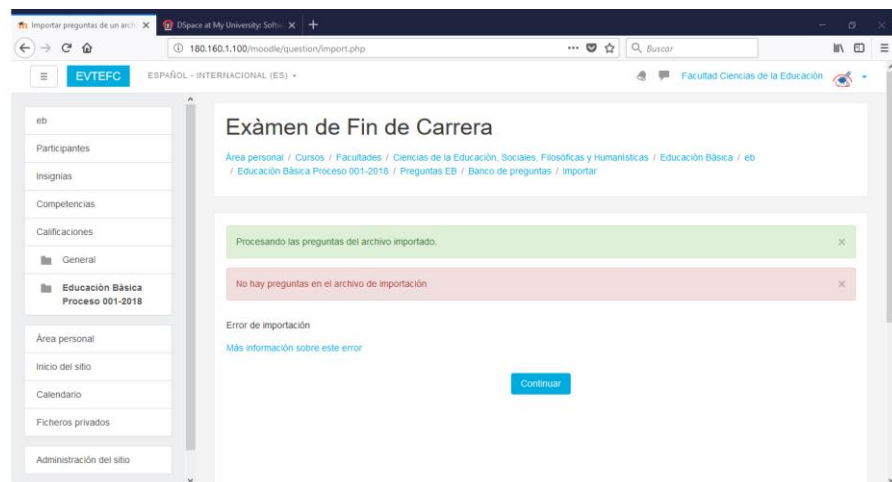 Importar preguntas de un archi
DSpace at My University: Softw
180.160.1.100/moodle/question/import.php
Buscar
EVTEFC
ESPAÑOL - INTERNACIONAL (ES)
Facultad Ciencias de la Educación
eb
Participantes
Insignias
Competencias
Calificaciones
General
Educaciòn Bàsica
Proceso 001-2018
Área personal
Inicio del sitio
Calendario
Ficheros privados
Administración del sitio
Exàmen de Fin de Carrera
Área personal / Cursos / Facultades / Ciencias de la Educación, Sociales, Filosóficas y Humanísticas / Educación Básica / eb
/ Educaciòn Bàsica Proceso 001-2018 / Preguntas EB / Banco de preguntas / Importar
Procesando las preguntas del archivo importado.
×
No hay preguntas en el archivo de importación
×
Error de importación
Más información sobre este error
Continuar